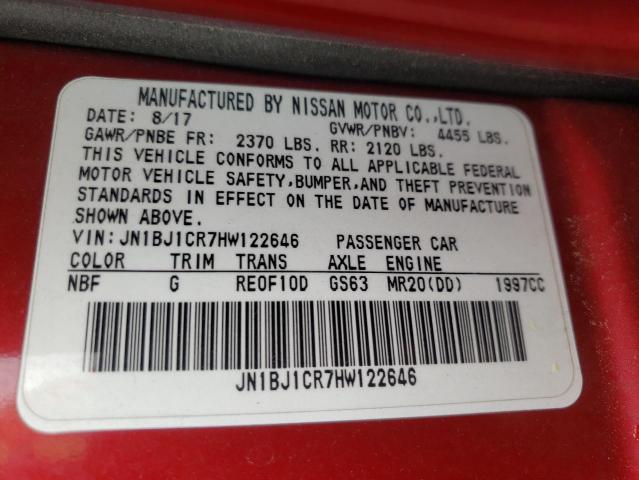 MANUFACTURED BY NISSAN MOTOR CO.,LTD.
DATE: 8/17 GVWR/PNBV: 4455 LBS.
GAWR/PNBE FR: 2370 LBS. RR: 2120 LBS.
THIS VEHICLE CONFORMS TO ALL APPLICABLE FEDERAL
MOTOR VEHICLE SAFETY,BUMPER,AND THEFT PREVENTION
STANDARDS IN EFFECT ON THE DATE OF MANUFACTURE
SHOWN ABOVE.
VIN:JN1BJ1CR7HW122646 PASSENGER CAR
COLOR TRIM TRANS AXLE ENGINE
NBF G RE0F10D GS63 MR20(DD) 1997CC
JN1BJ1CR7HW122646